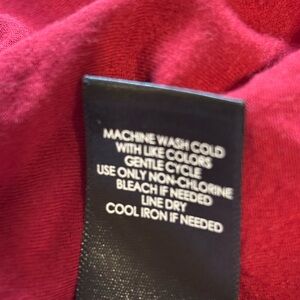 MACHINE WASH COLD
WITH LIKE COLORS
GENTLE CYCLE
USE ONLY NON-CHLORINE
BLEACH IF NEEDED
LINE DRY
COOL IRON IF NEEDED